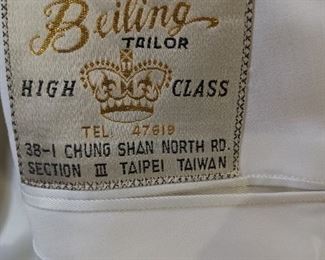 Beiling
TAILOR
HIGH CLASS
TEL. 47619
38-1 CHUNG SHAN NORTH RD.
SECTION III TAIPEI TAIWAN